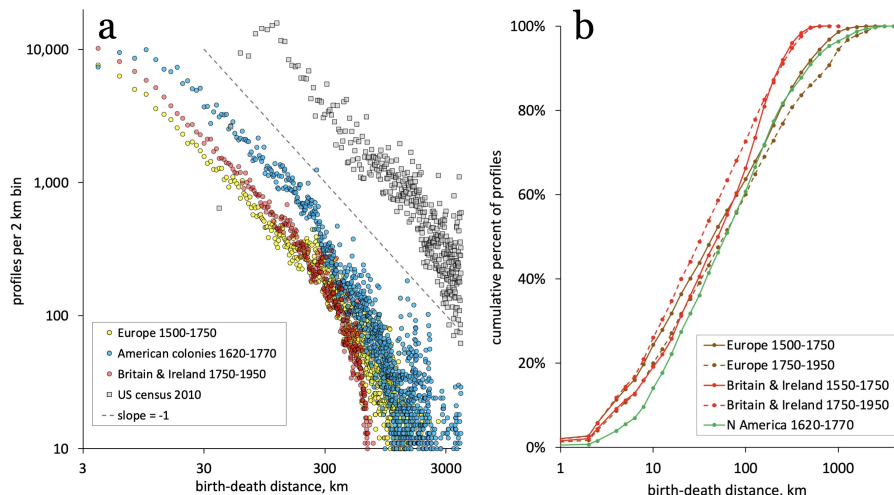 a
10,000
1,000
100
10
profiles per 2 km bin
Europe 1500-1750
American colonies 1620-1770
Britain & Ireland 1750-1950
US census 2010
slope = -1
3
30
300
3000
birth-death distance, km
b
100%
80%
60%
40%
20%
0%
cumulative percent of profiles
Europe 1500-1750
Europe 1750-1950
Britain & Ireland 1550-1750
Britain & Ireland 1750-1950
N America 1620-1770
1
10
100
1000
birth-death distance, km